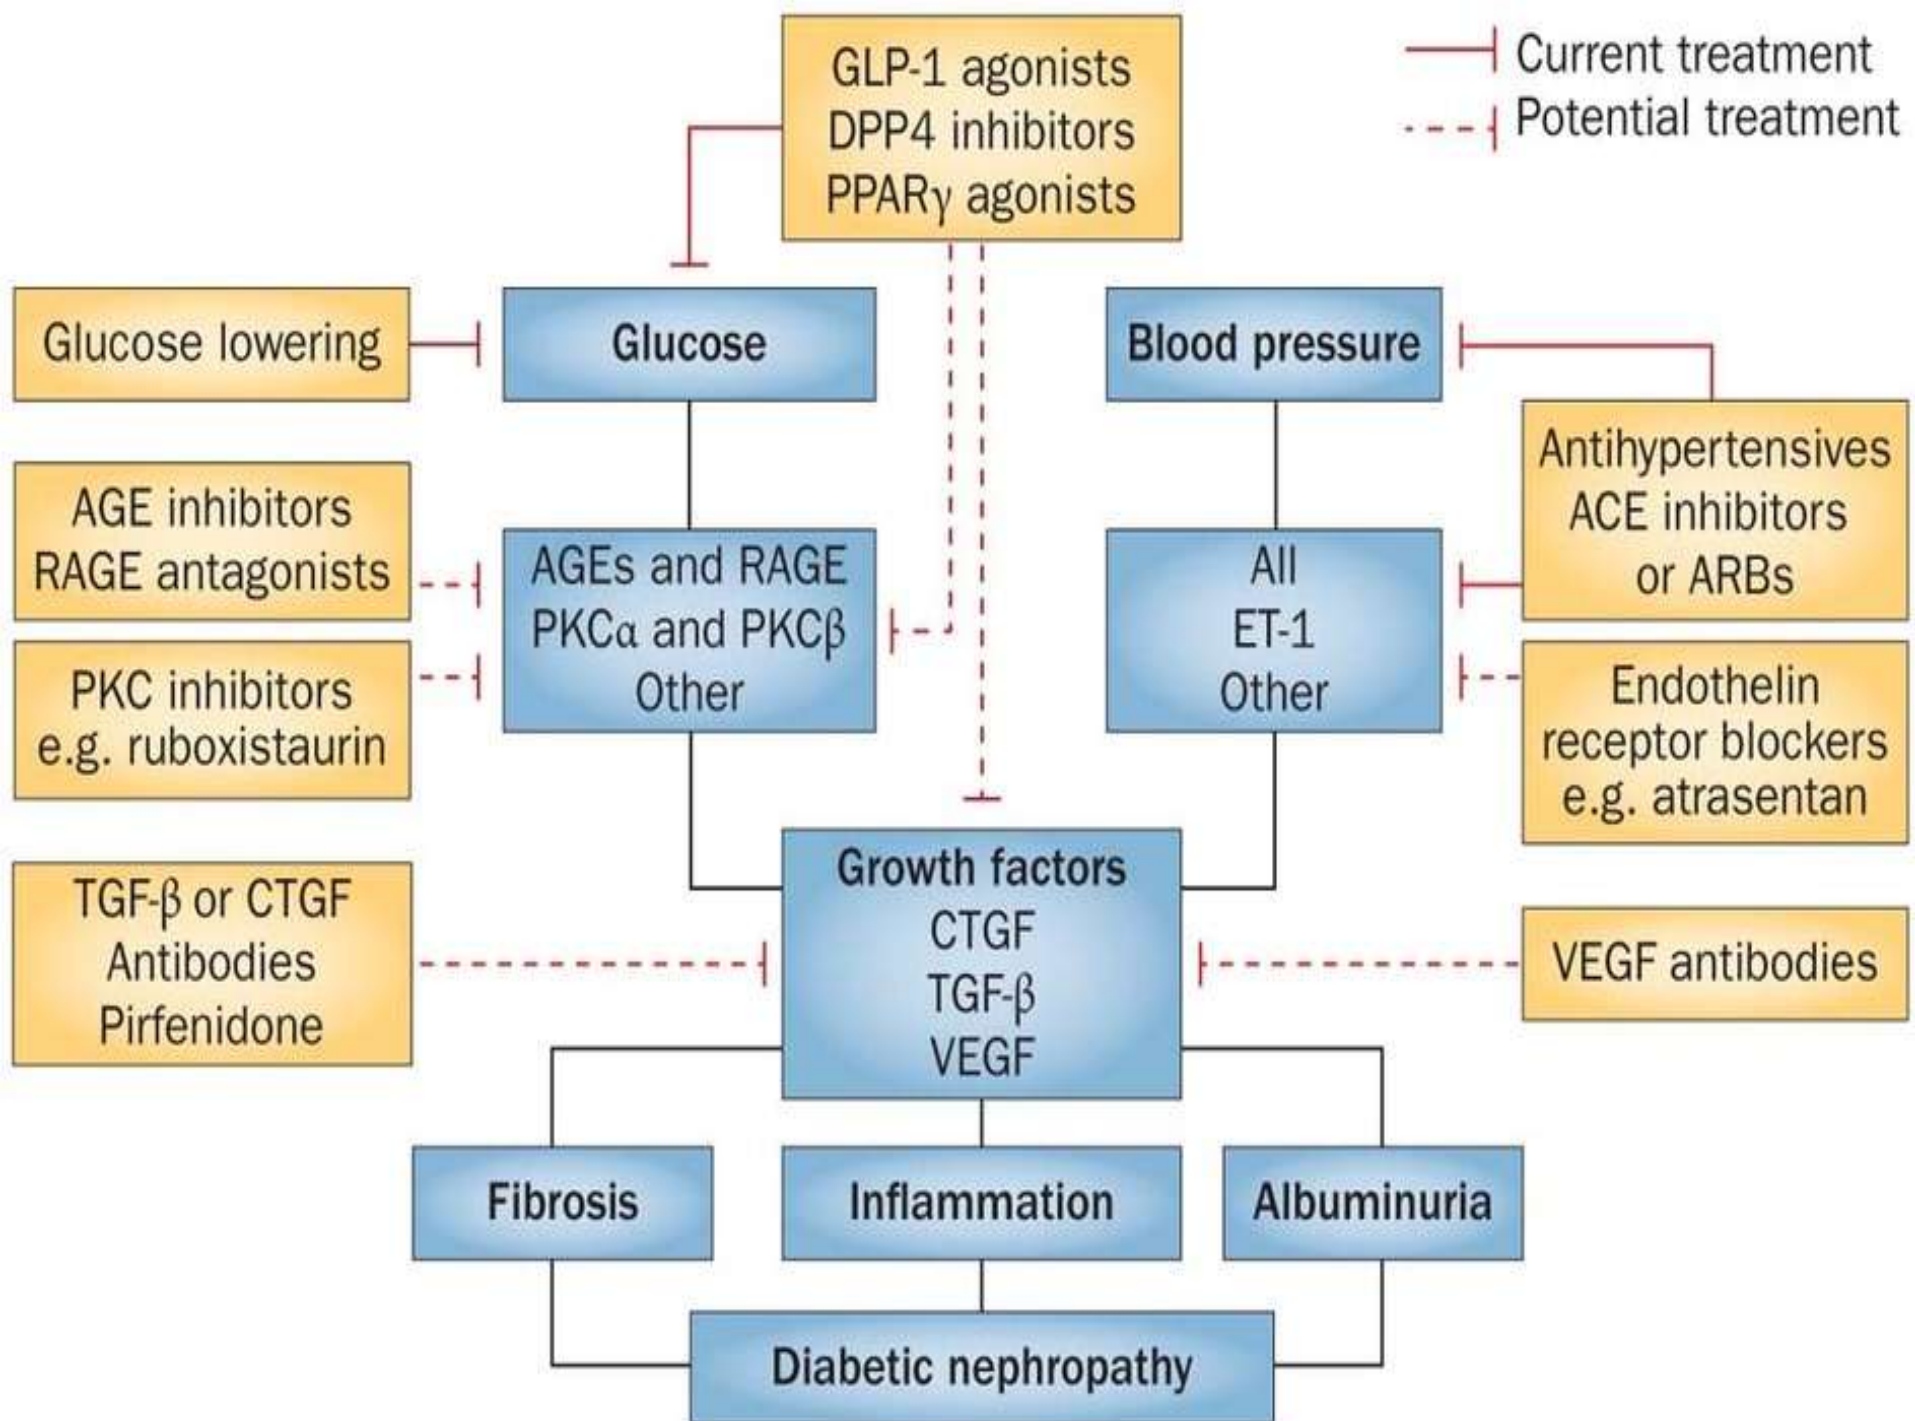 GLP-1 agonists
DPP4 inhibitors
PPARγ agonists
Current treatment
Potential treatment
Glucose lowering
Glucose
Blood pressure
Antihypertensives
ACE inhibitors
or ARBs
AGE inhibitors
RAGE antagonists
AGEs and RAGE
PKCα and PKCβ
Other
AII
ET-1
Other
PKC inhibitors
e.g. ruboxistaurin
Endothelin
receptor blockers
e.g. atrasentan
TGF-β or CTGF
Antibodies
Pirfenidone
Growth factors
CTGF
TGF-β
VEGF
VEGF antibodies
Fibrosis
Inflammation
Albuminuria
Diabetic nephropathy